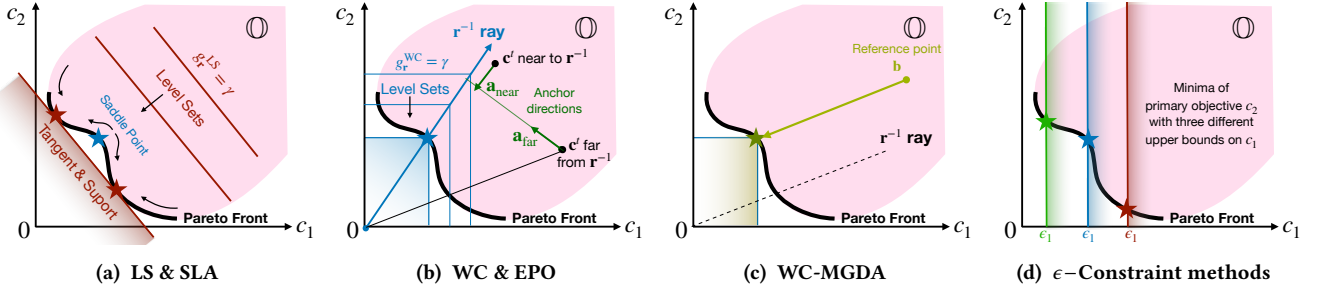 c₂
𝕆
g_r^LS = γ
Level Sets
Saddle Point
Tangent & Suport
Pareto Front
0
c₁
(a) LS & SLA
c₂
r⁻¹ ray
𝕆
g_r^WC = γ
cᵗ near to r⁻¹
Level Sets
a_near
Anchor
directions
a_far
cᵗ far
from r⁻¹
Pareto Front
0
c₁
(b) WC & EPO
c₂
𝕆
Reference point
b
r⁻¹ ray
Pareto Front
0
c₁
(c) WC-MGDA
c₂
𝕆
Minima of
primary objective c₂
with three different
upper bounds on c₁
Pareto Front
0
ϵ₁ ϵ₁ ϵ₁
c₁
(d) ϵ−Constraint methods